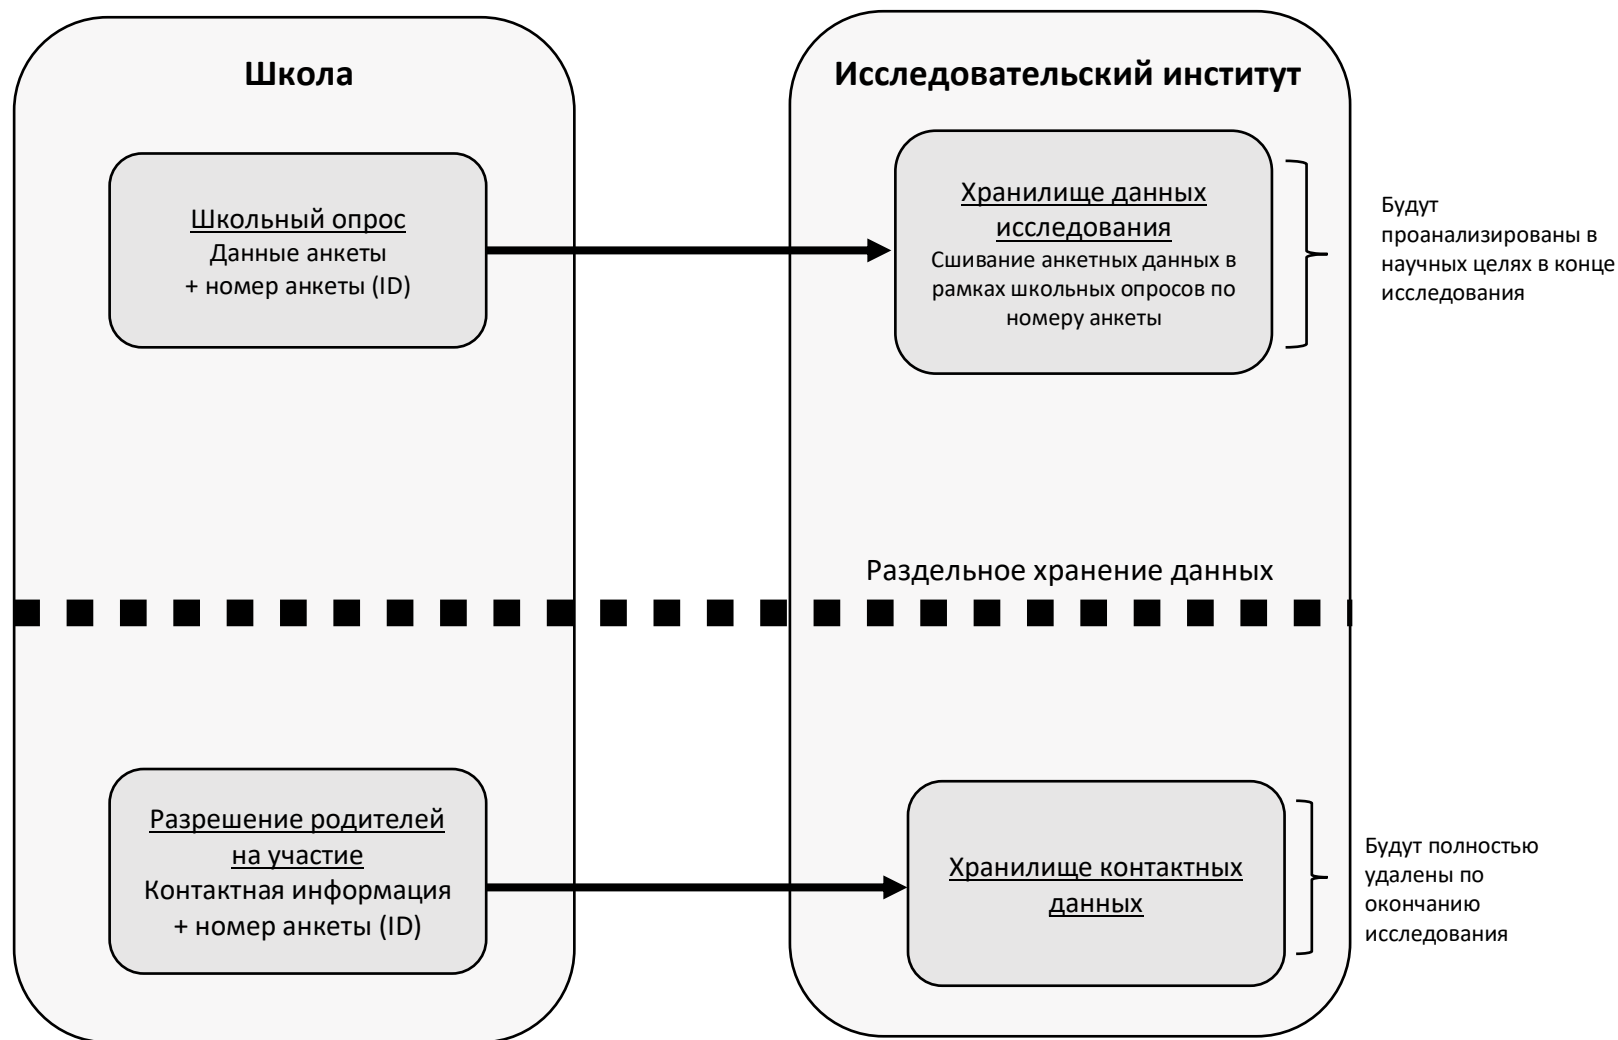 Школа
Исследовательский институт
Школьный опрос
Данные анкеты
+ номер анкеты (ID)
Хранилище данных
исследования
Сшивание анкетных данных в
рамках школьных опросов по
номеру анкеты
Будут
проанализированы в
научных целях в конце
исследования
Раздельное хранение данных
Разрешение родителей
на участие
Контактная информация
+ номер анкеты (ID)
Хранилище контактных
данных
Будут полностью
удалены по
окончанию
исследования